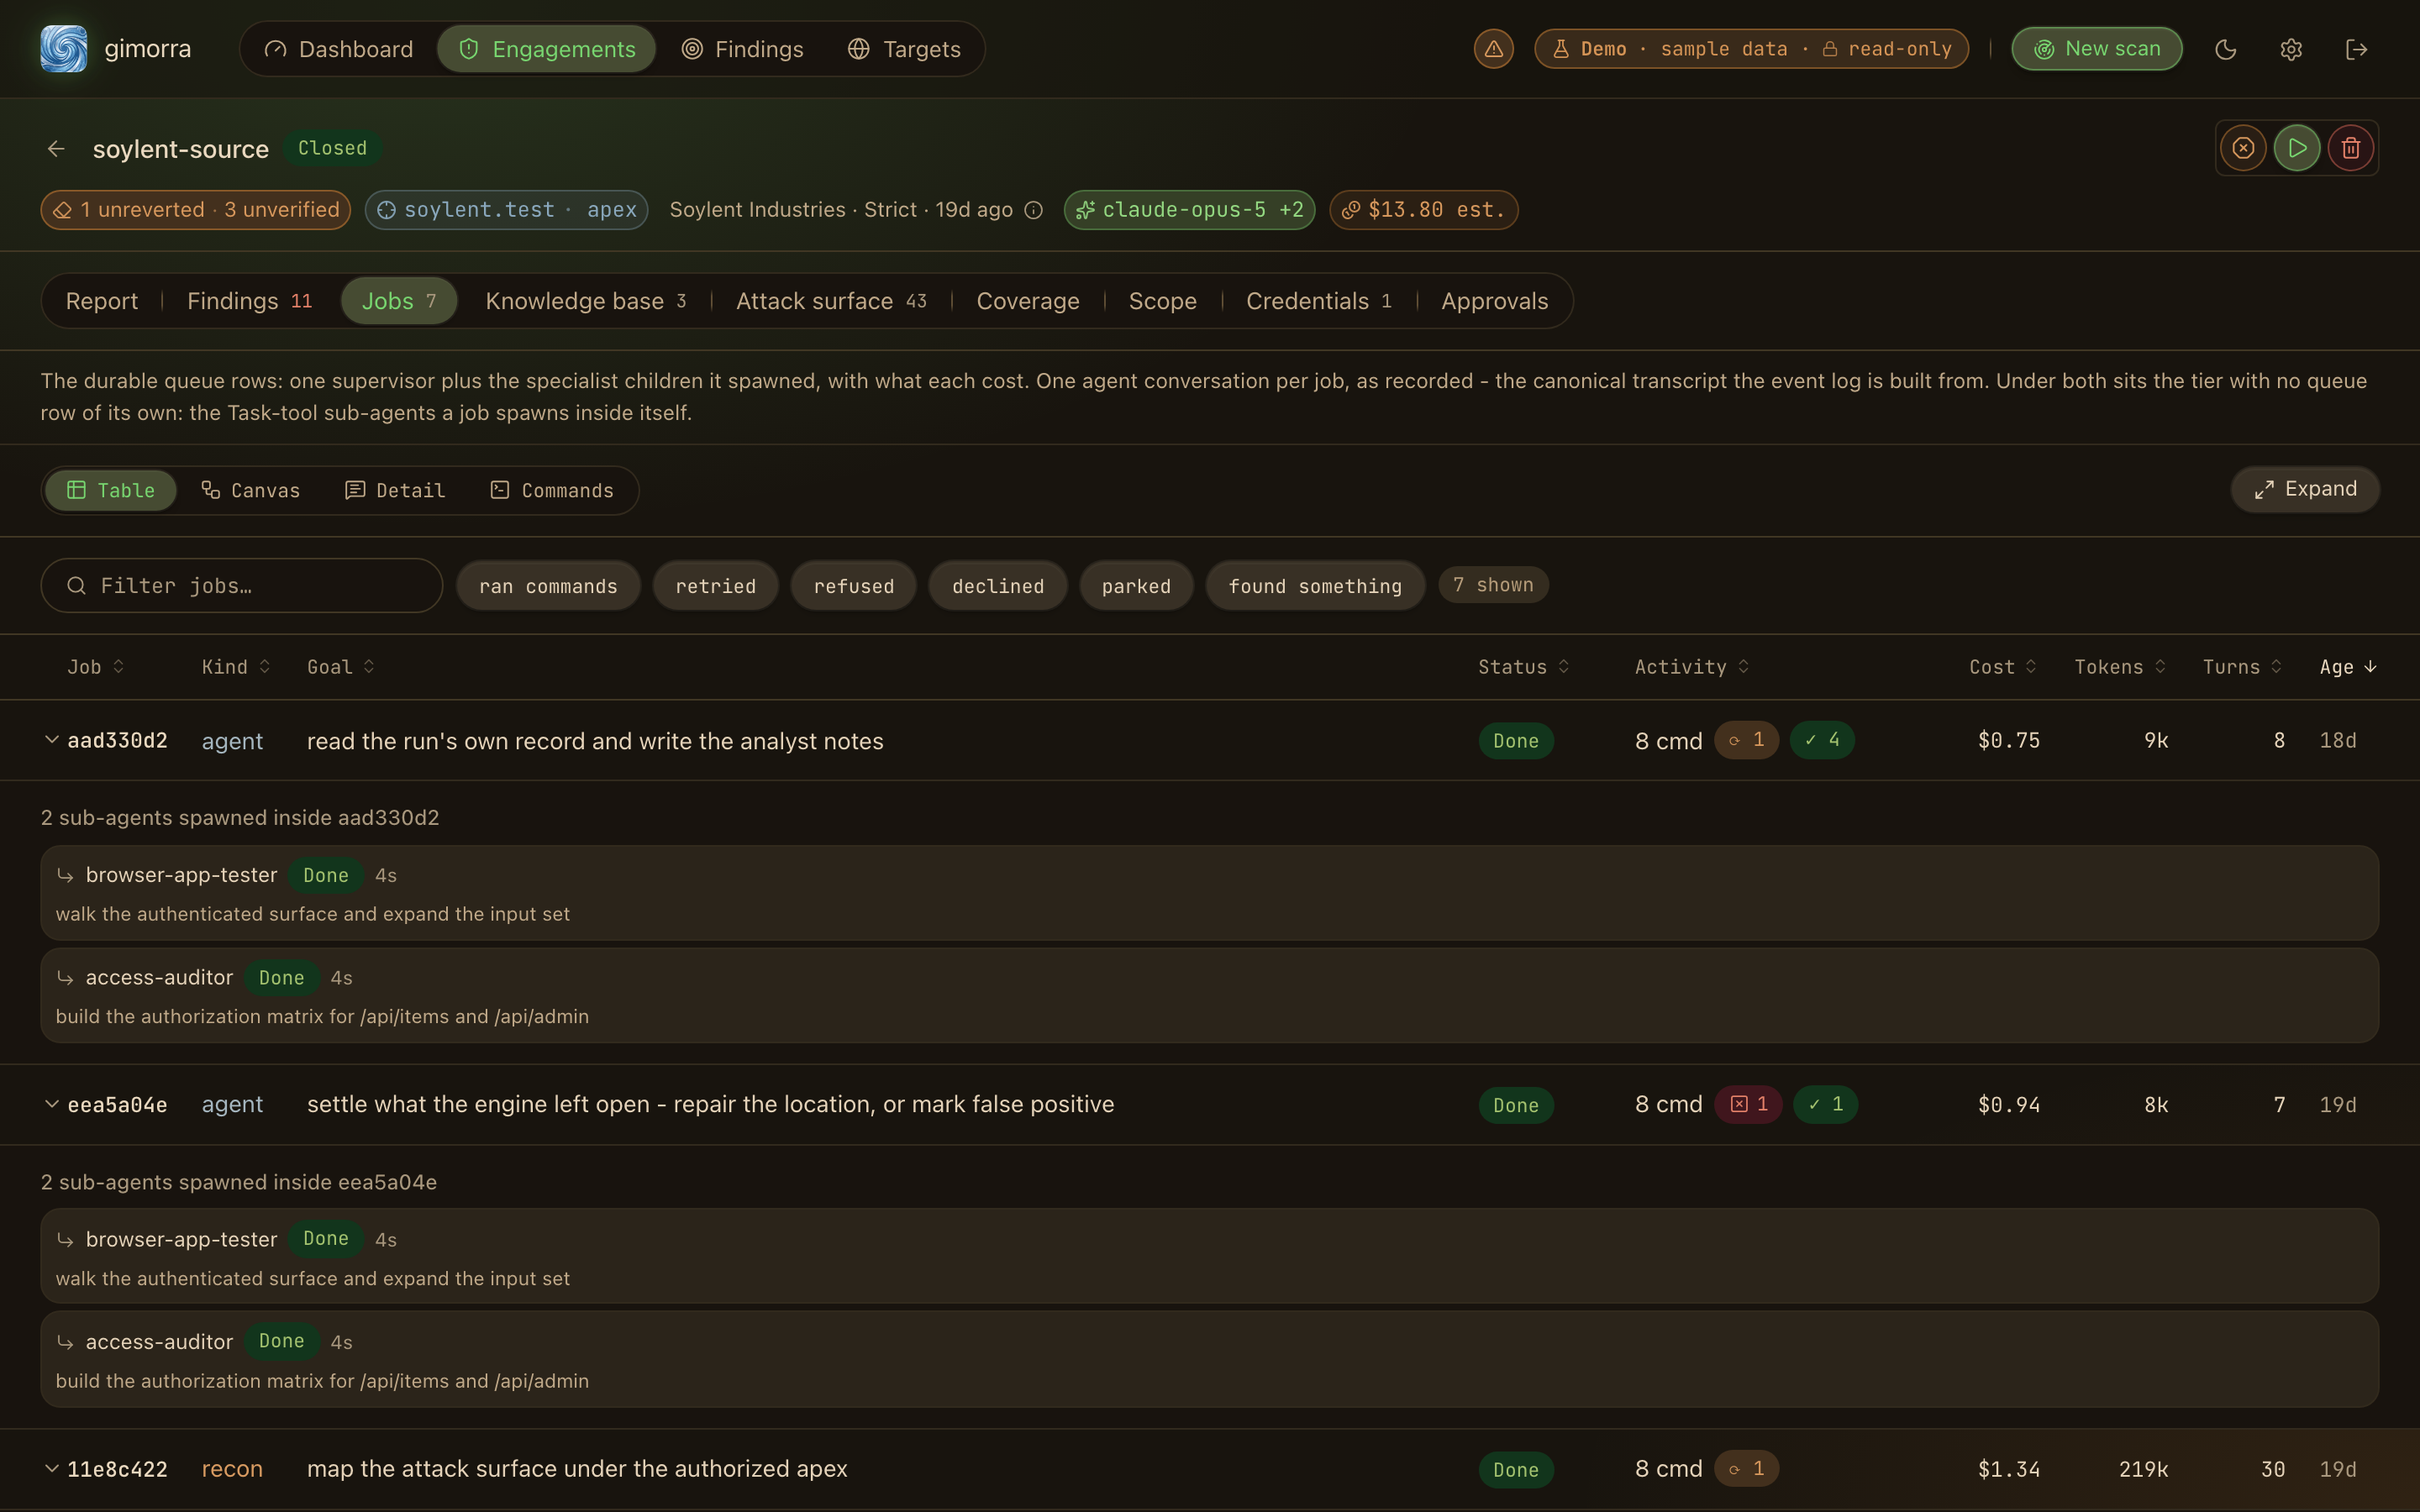 gimorra Dashboard Engagements Findings Targets Demo · sample data · read-only New scan
soylent-source Closed
1 unreverted · 3 unverified soylent.test · apex Soylent Industries · Strict · 19d ago claude-opus-5 +2 $13.80 est.
Report Findings 11 Jobs 7 Knowledge base 3 Attack surface 43 Coverage Scope Credentials 1 Approvals
The durable queue rows: one supervisor plus the specialist children it spawned, with what each cost. One agent conversation per job, as recorded - the canonical transcript the event log is built from. Under both sits the tier with no queue
row of its own: the Task-tool sub-agents a job spawns inside itself.
Table Canvas Detail Commands Expand
Filter jobs… ran commands retried refused declined parked found something 7 shown
Job Kind Goal Status Activity Cost Tokens Turns Age
aad330d2 agent read the run's own record and write the analyst notes Done 8 cmd ⟳ 1 ✓ 4 $0.75 9k 8 18d
2 sub-agents spawned inside aad330d2
browser-app-tester Done 4s
walk the authenticated surface and expand the input set
access-auditor Done 4s
build the authorization matrix for /api/items and /api/admin
eea5a04e agent settle what the engine left open - repair the location, or mark false positive Done 8 cmd 1 ✓ 1 $0.94 8k 7 19d
2 sub-agents spawned inside eea5a04e
browser-app-tester Done 4s
walk the authenticated surface and expand the input set
access-auditor Done 4s
build the authorization matrix for /api/items and /api/admin
11e8c422 recon map the attack surface under the authorized apex Done 8 cmd ⟳ 1 $1.34 219k 30 19d